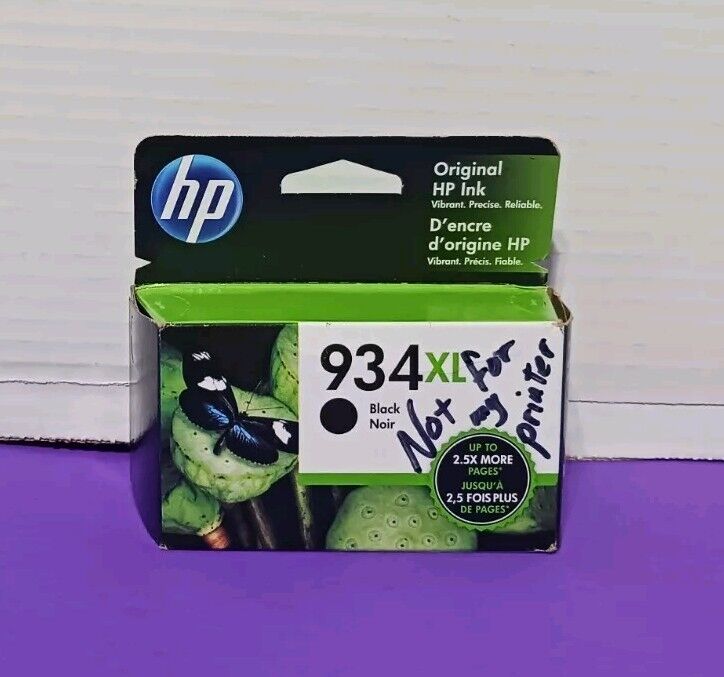 hp
Original
HP Ink
Vibrant. Precise. Reliable.
D'encre
d'origine HP
Vibrant. Précis. Fiable.
934XL
Black
Noir
Not for
my printer
UP TO
2.5X MORE
PAGES*
JUSQU'À
2,5 FOIS PLUS
DE PAGES*